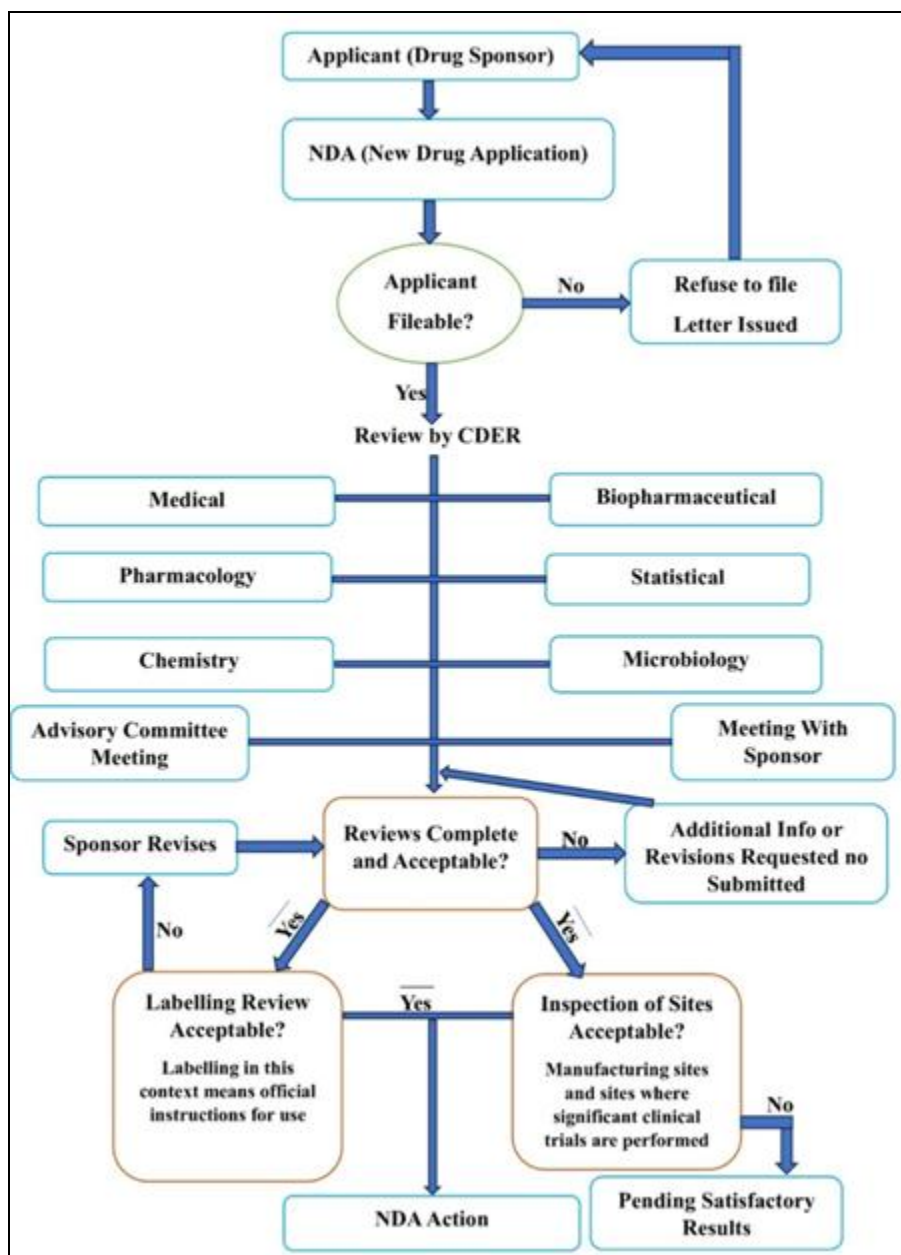 Applicant (Drug Sponsor)
NDA (New Drug Application)
Applicant
Fileable?
No
Refuse to file
Letter Issued
Yes
Review by CDER
Medical
Biopharmaceutical
Pharmacology
Statistical
Chemistry
Microbiology
Advisory Committee
Meeting
Meeting With
Sponsor
Sponsor Revises
Reviews Complete
and Acceptable?
No
Additional Info or
Revisions Requested no
Submitted
Yes
Yes
No
Labelling Review
Acceptable?
Labelling in this
context means official
instructions for use
Yes
Inspection of Sites
Acceptable?
Manufacturing sites
and sites where
significant clinical
trials are performed
No
NDA Action
Pending Satisfactory
Results